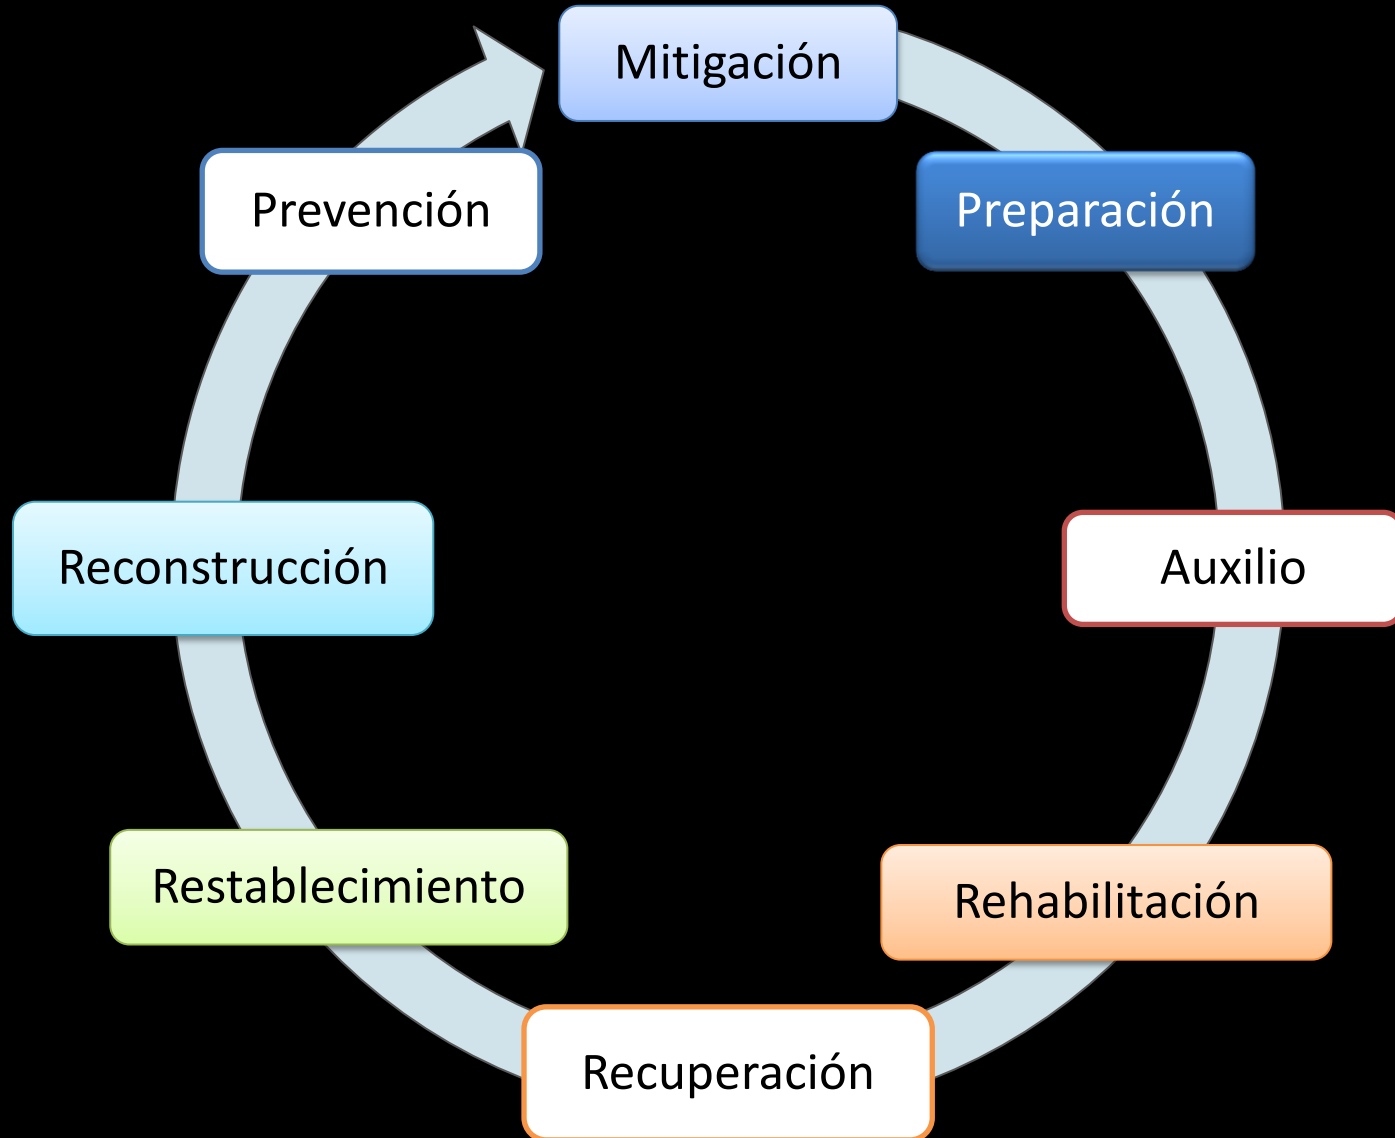 Mitigación
Preparación
Auxilio
Rehabilitación
Recuperación
Restablecimiento
Reconstrucción
Prevención